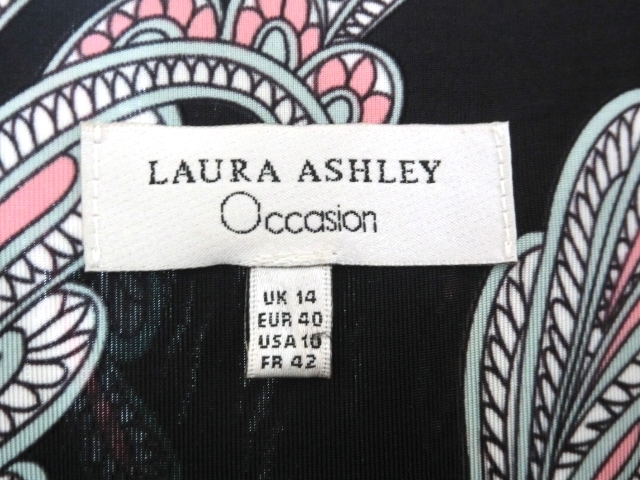 LAURA ASHLEY
Occasion
UK 14
EUR 40
USA 10
FR 42